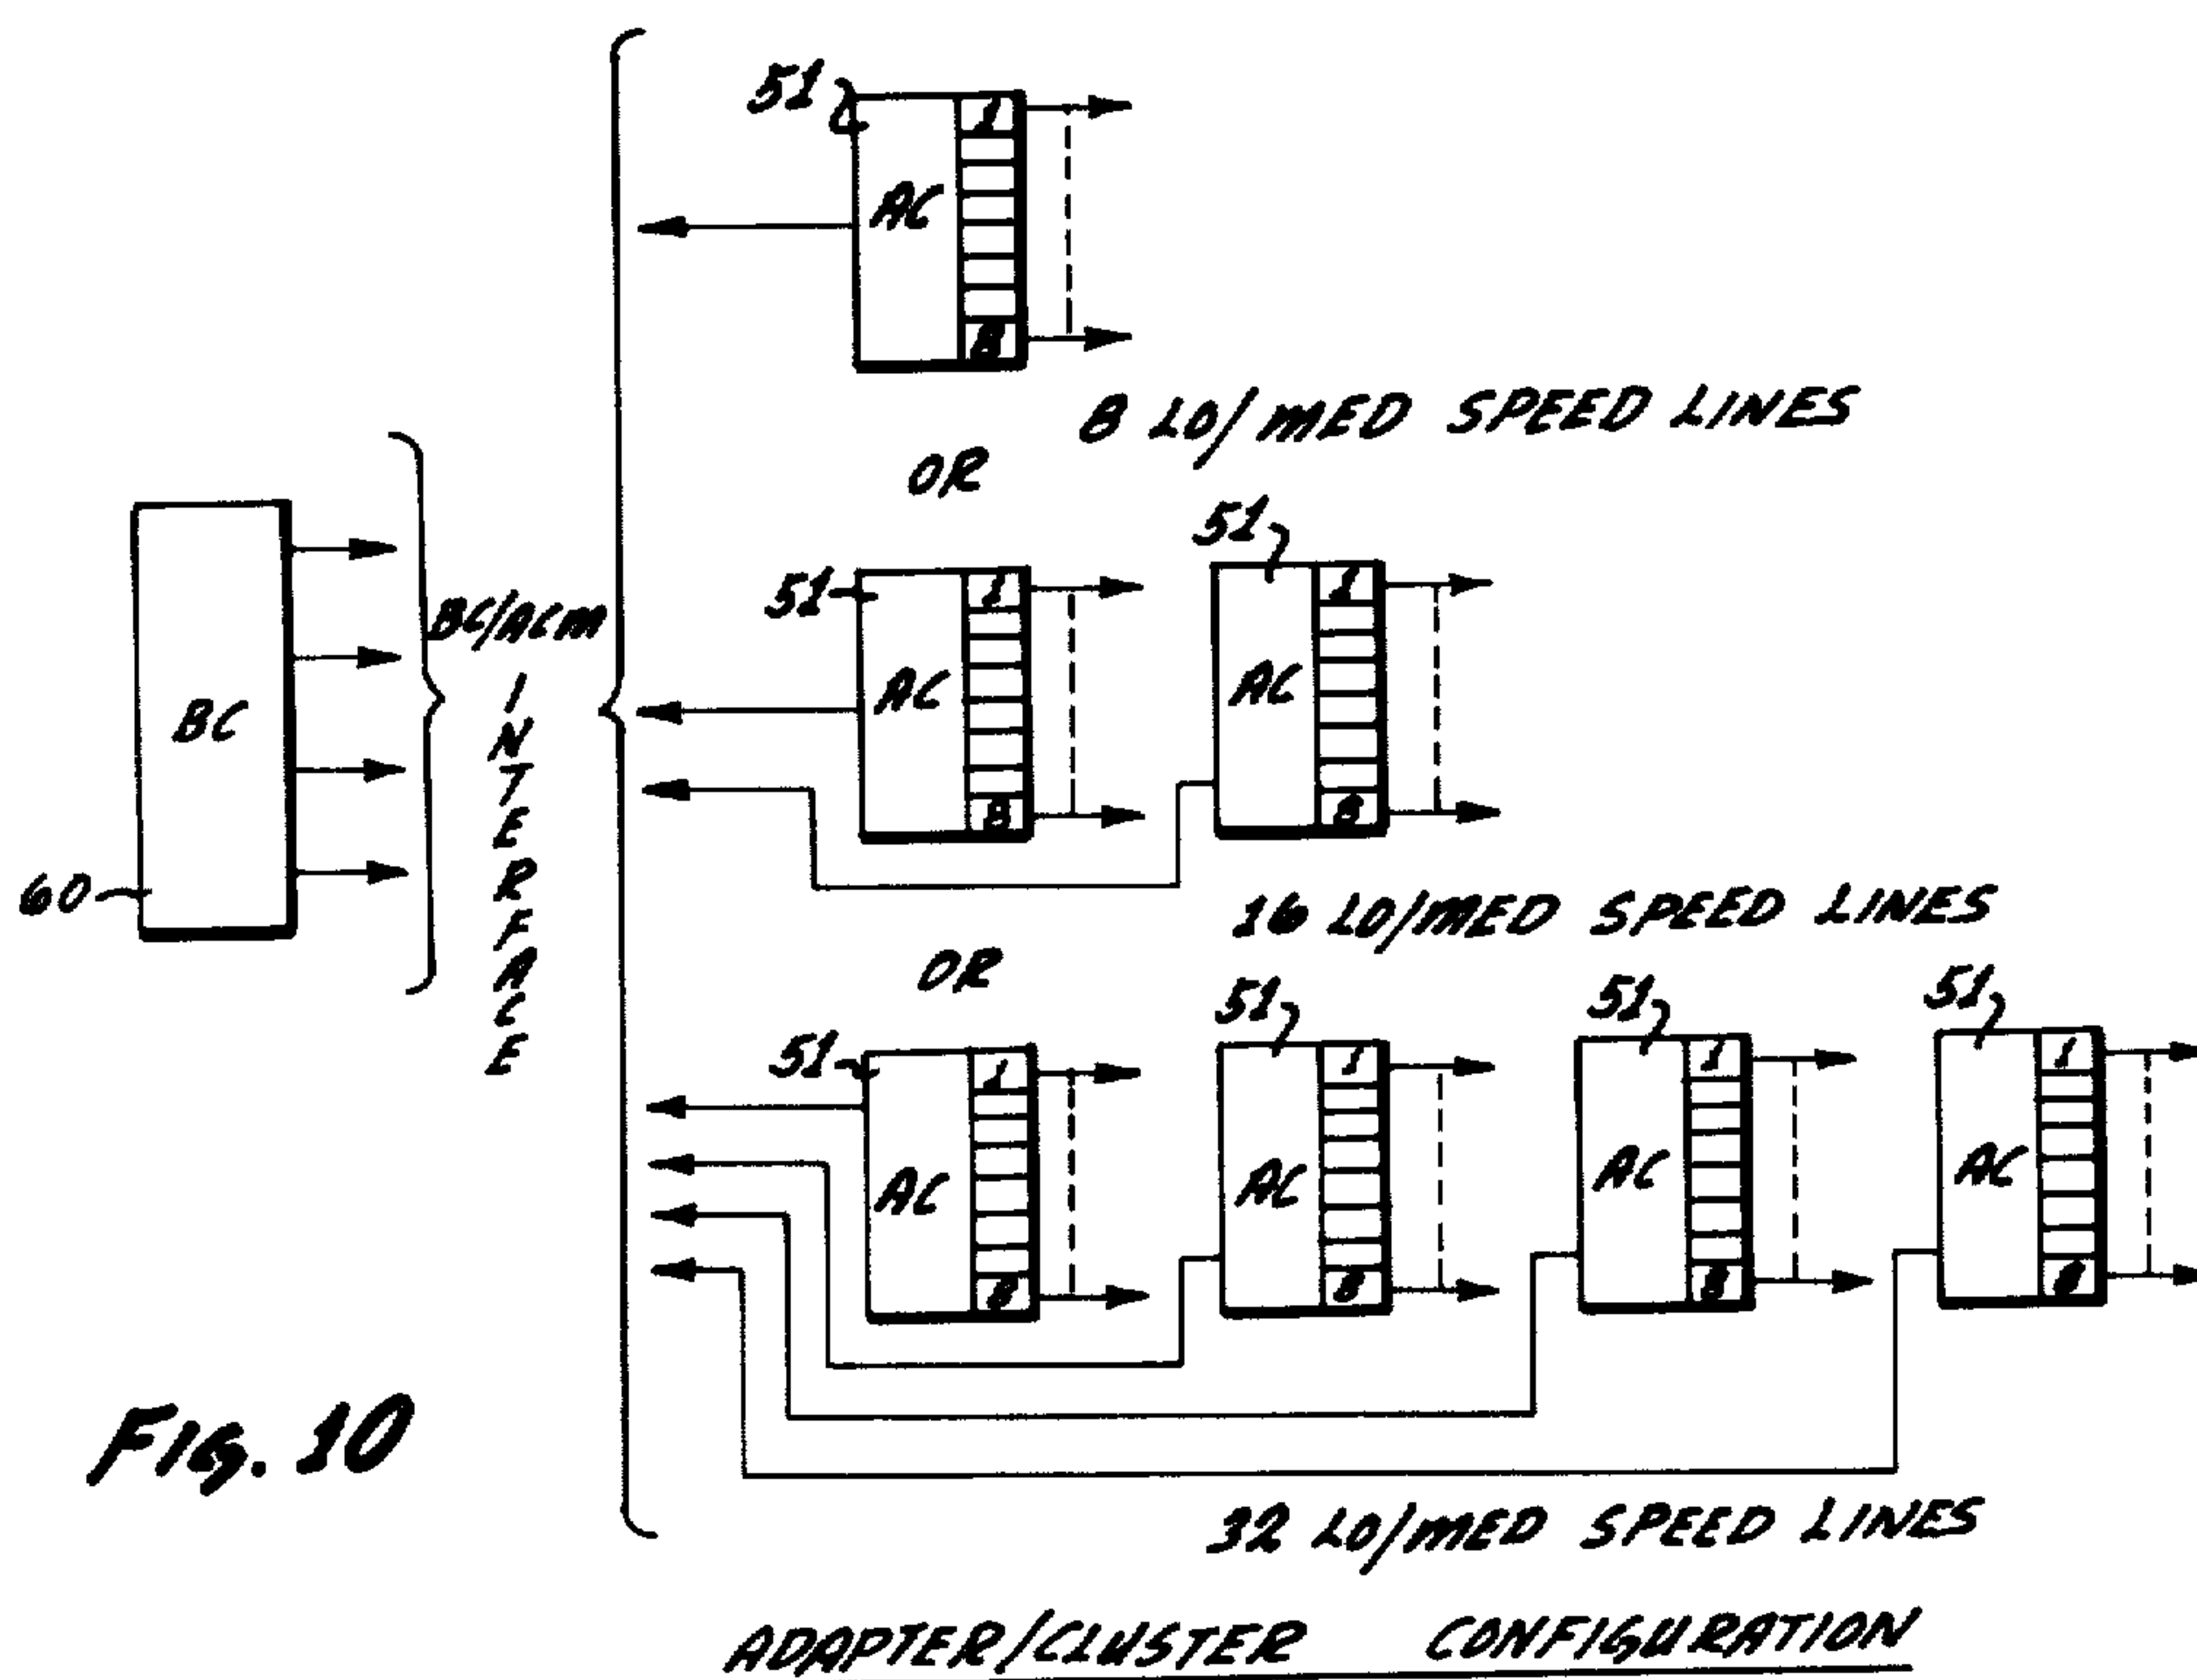 51
1
AC
8
8 LO/MED SPEED LINES
OR
51
51
1
AC
8
1
AC
8
BC/ACM
INTERFACE
BC
60
16 LO/MED SPEED LINES
OR
51
51
51
51
1
AC
8
1
AC
8
1
AC
8
1
AC
8
32 LO/MED SPEED LINES
FIG. 10
ADAPTER/CLUSTER CONFIGURATION